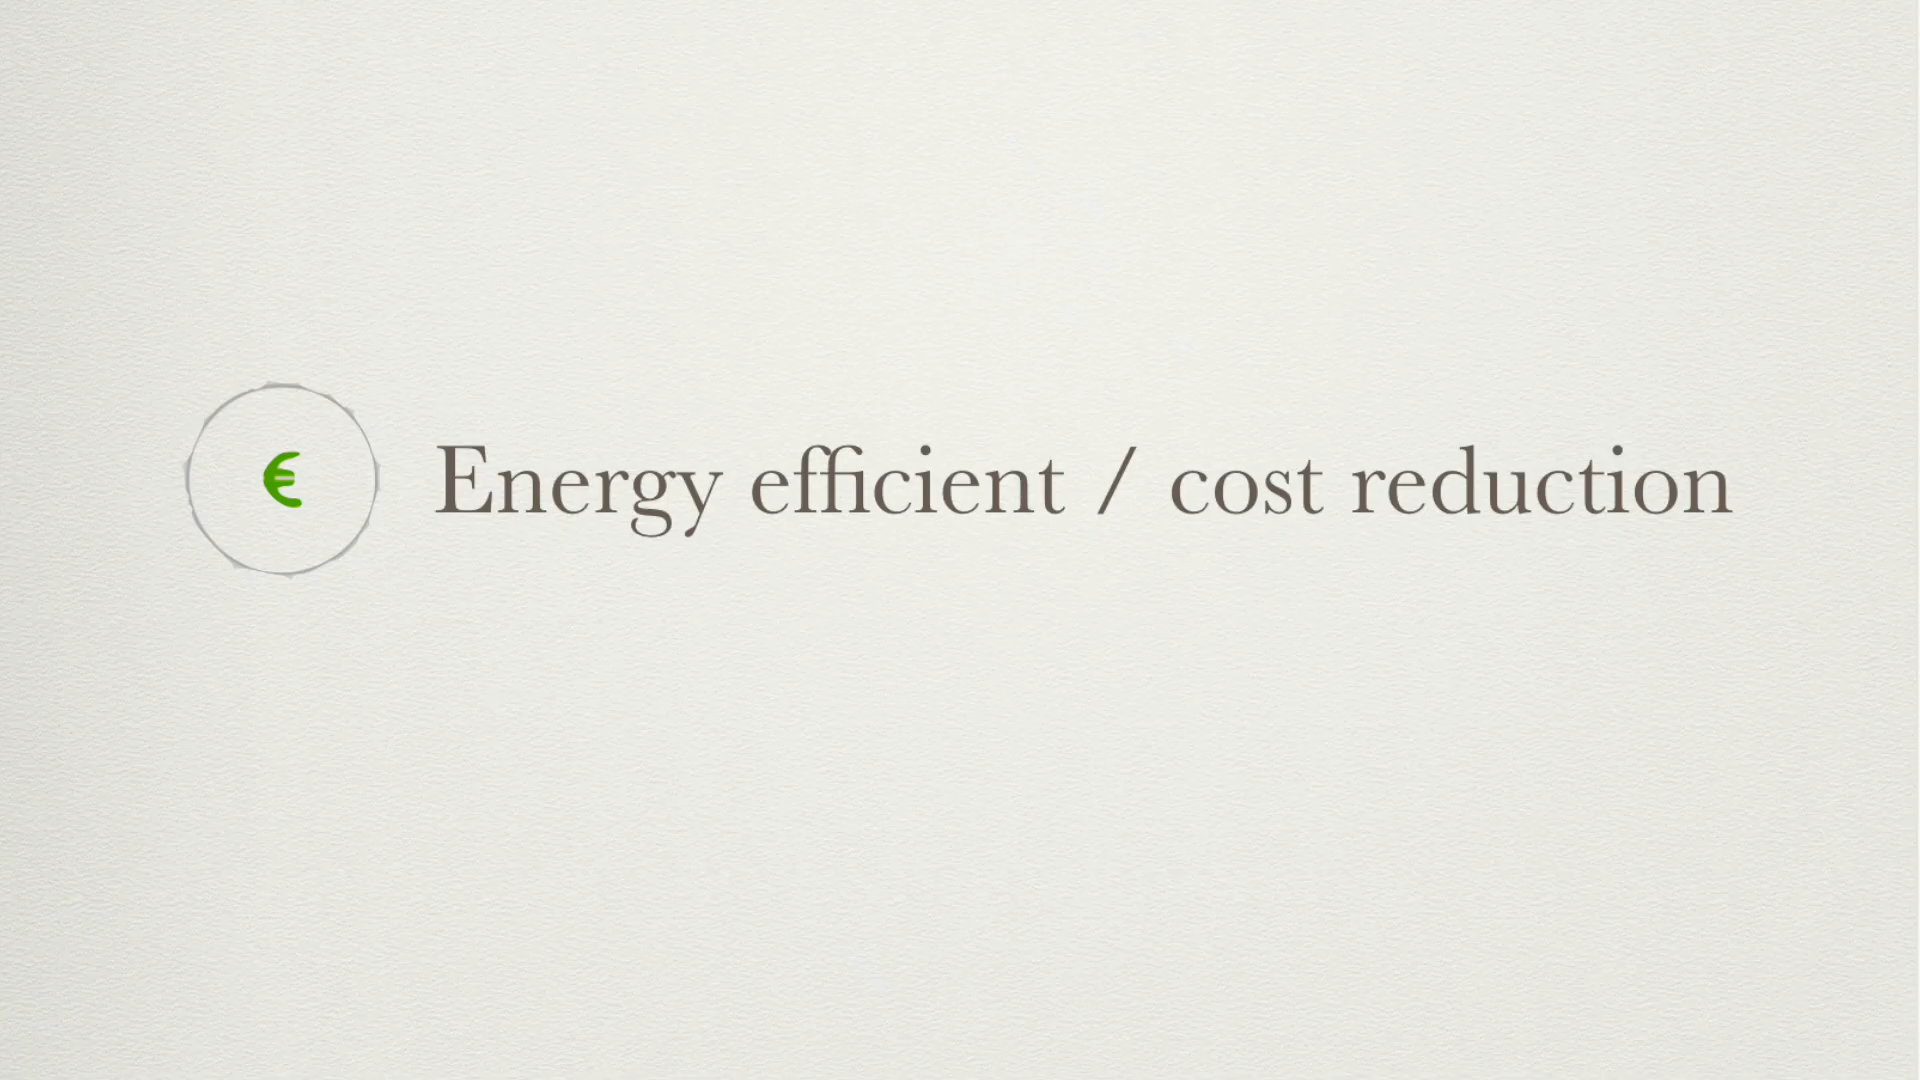 € Energy efficient / cost reduction